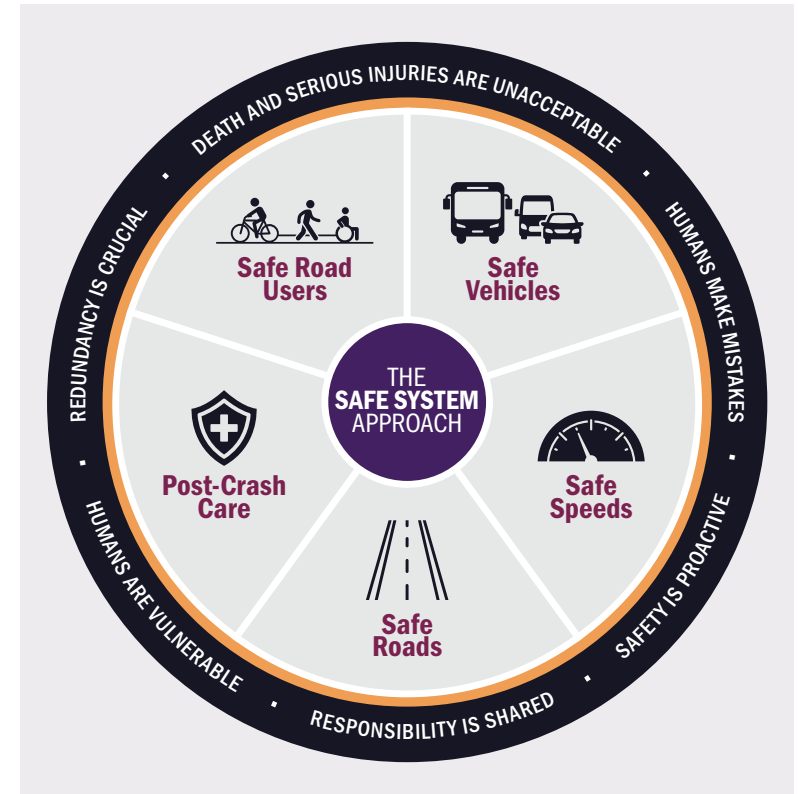 DEATH AND SERIOUS INJURIES ARE UNACCEPTABLE
HUMANS MAKE MISTAKES
SAFETY IS PROACTIVE
RESPONSIBILITY IS SHARED
HUMANS ARE VULNERABLE
REDUNDANCY IS CRUCIAL
Safe Road
Users
Safe
Vehicles
THE
SAFE SYSTEM
APPROACH
Post-Crash
Care
Safe
Speeds
Safe
Roads